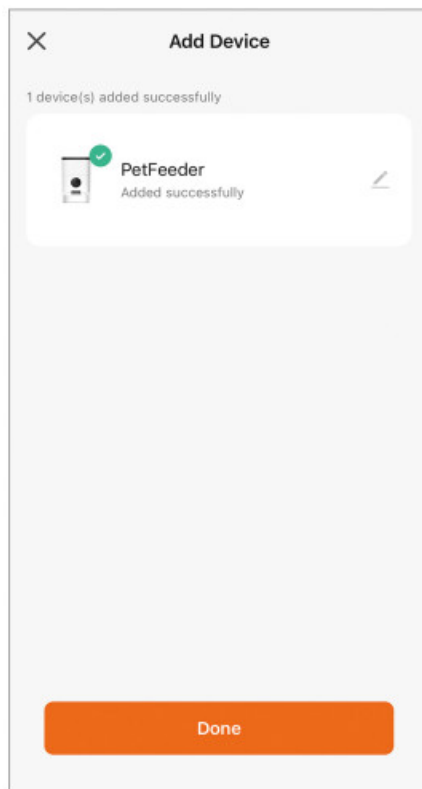 Add Device
1 device(s) added successfully
PetFeeder
Added successfully
Done